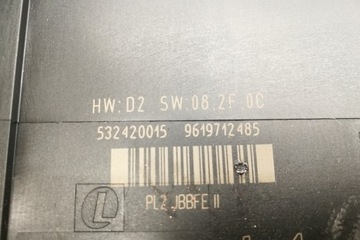 HW:D2 SW:08.2F.0C
532420015 9619712485
PL2 JBBFE II
L